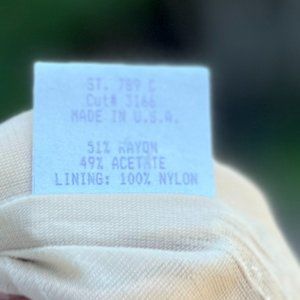 ST. 789 C
Cut# 3166
MADE IN U.S.A.
51% RAYON
49% ACETATE
LINING: 100% NYLON